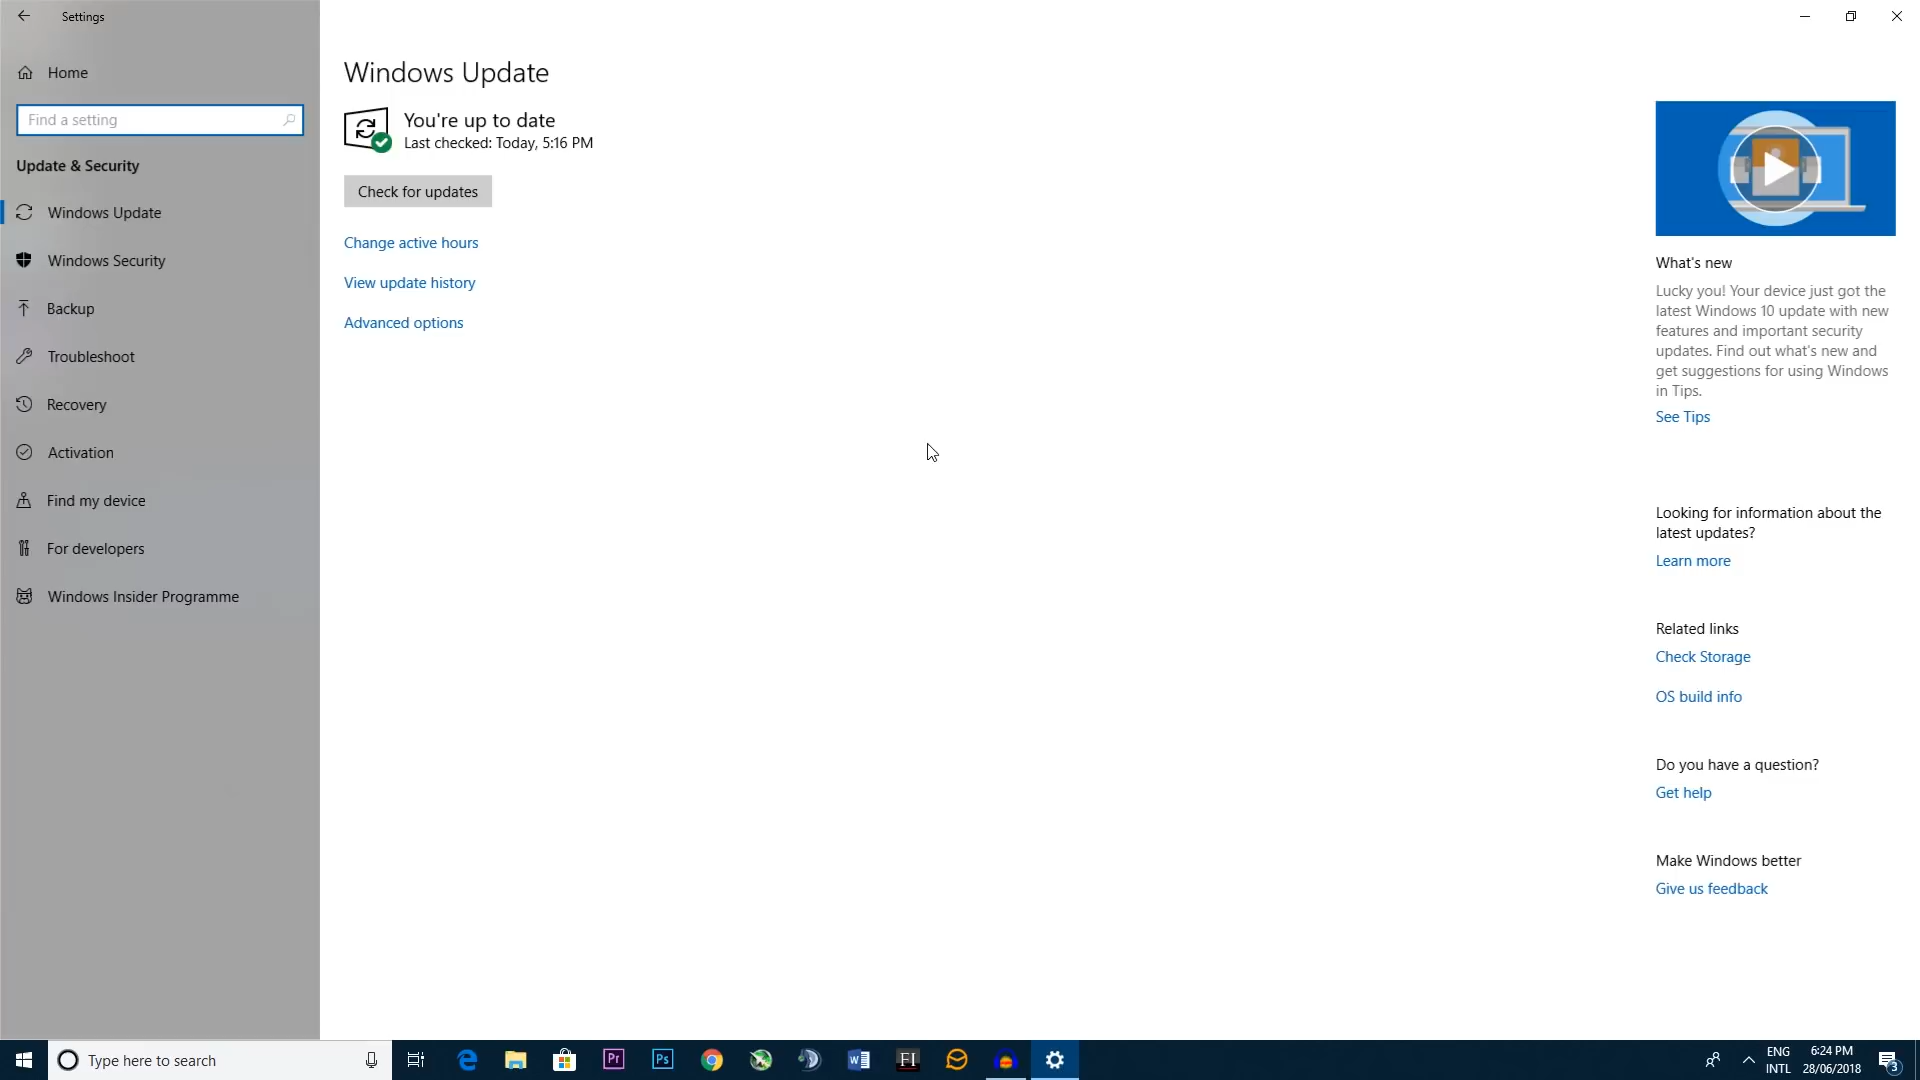 Settings
Home
Find a setting
Update & Security
Windows Update
Windows Security
Backup
Troubleshoot
Recovery
Activation
Find my device
For developers
Windows Insider Programme
Windows Update
You're up to date
Last checked: Today, 5:16 PM
Check for updates
Change active hours
View update history
Advanced options
What's new
Lucky you! Your device just got the
latest Windows 10 update with new
features and important security
updates. Find out what's new and
get suggestions for using Windows
in Tips.
See Tips
Looking for information about the
latest updates?
Learn more
Related links
Check Storage
OS build info
Do you have a question?
Get help
Make Windows better
Give us feedback
Type here to search
Pr
Ps
FI
ENG
INTL
6:24 PM
28/06/2018
3